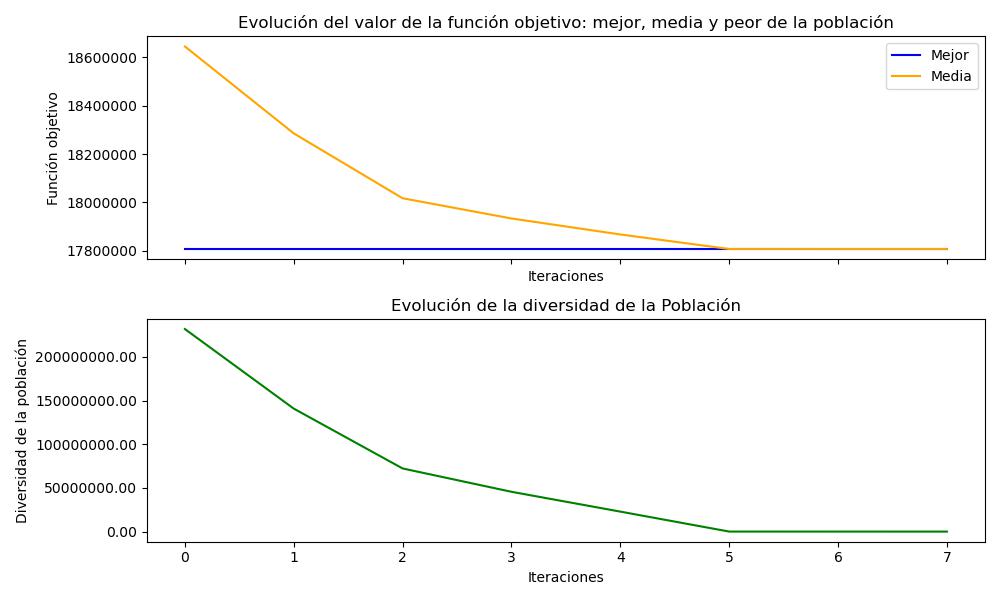 Evolución del valor de la función objetivo: mejor, media y peor de la población
Función objetivo
18600000
18400000
18200000
18000000
17800000
Mejor
Media
Iteraciones
Evolución de la diversidad de la Población
Diversidad de la población
200000000.00
150000000.00
100000000.00
50000000.00
0.00
0 1 2 3 4 5 6 7
Iteraciones